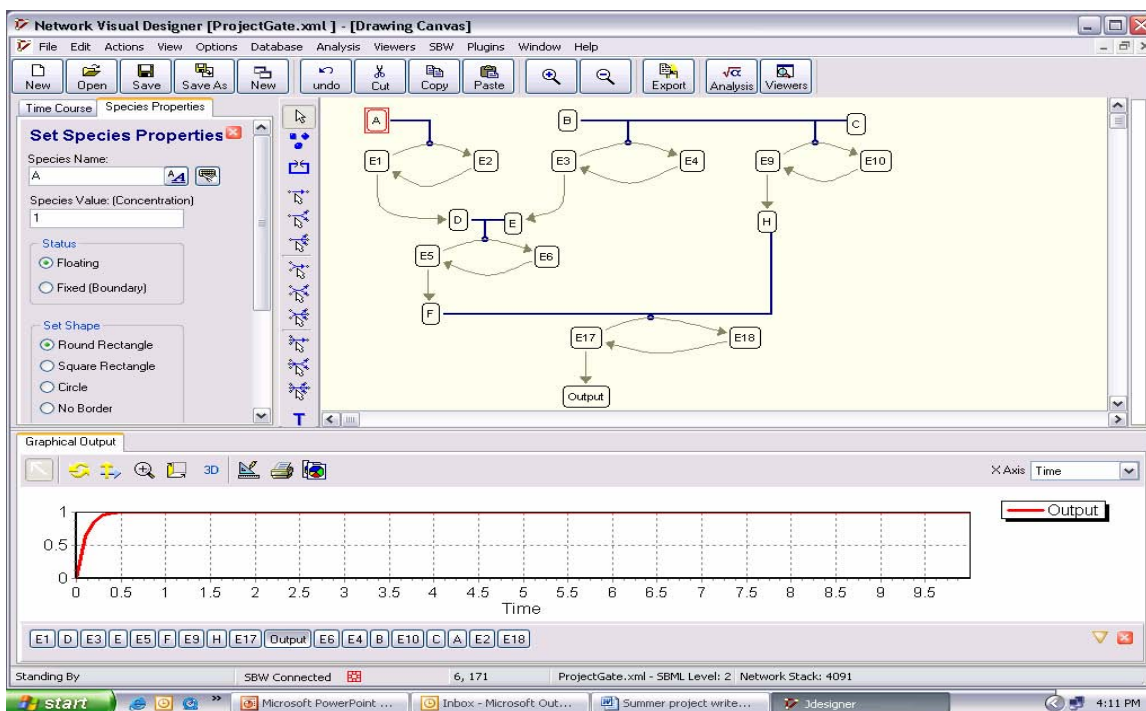 Network Visual Designer [ProjectGate.xml ] - [Drawing Canvas]
File Edit Actions View Options Database Analysis Viewers SBW Plugins Window Help
New Open Save Save As New undo Cut Copy Paste Export √α Analysis Viewers
Time Course Species Properties
Set Species Properties
Species Name:
A
Species Value: (Concentration)
1
Status
Floating
Fixed (Boundary)
Set Shape
Round Rectangle
Square Rectangle
Circle
No Border
T
A B C
E1 E2 E3 E4 E9 E10
D E H
E5 E6
F
E17 E18
Output
Graphical Output
3D X Axis Time
Output
1
0.5
0
0 0.5 1 1.5 2 2.5 3 3.5 4 4.5 5 5.5 6 6.5 7 7.5 8 8.5 9 9.5
Time
E1 D E3 E E5 F E9 H E17 Output E6 E4 B E10 C A E2 E18
Standing By SBW Connected 6, 171 ProjectGate.xml - SBML Level: 2 Network Stack: 4091
start Microsoft PowerPoint ... Inbox - Microsoft Out... Summer project write... Jdesigner 4:11 PM